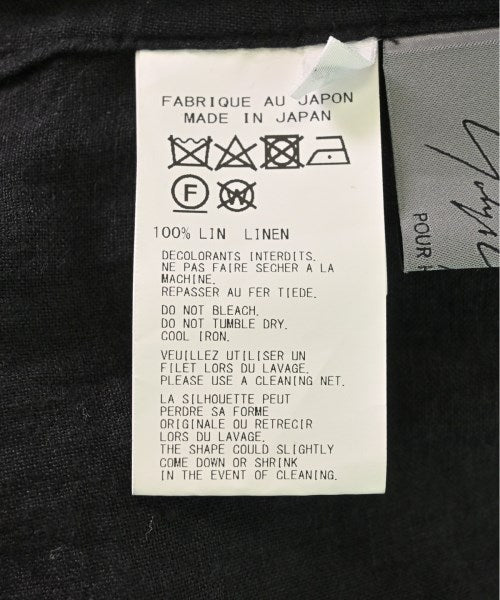 FABRIQUE AU JAPON
MADE IN JAPAN
F W
100% LIN LINEN
DECOLORANTS INTERDITS.
NE PAS FAIRE SECHER A LA
MACHINE.
REPASSER AU FER TIEDE.
DO NOT BLEACH.
DO NOT TUMBLE DRY.
COOL IRON.
VEUILLEZ UTILISER UN
FILET LORS DU LAVAGE.
PLEASE USE A CLEANING NET.
LA SILHOUETTE PEUT
PERDRE SA FORME
ORIGINALE OU RETRECIR
LORS DU LAVAGE.
THE SHAPE COULD SLIGHTLY
COME DOWN OR SHRINK
IN THE EVENT OF CLEANING.
POUR